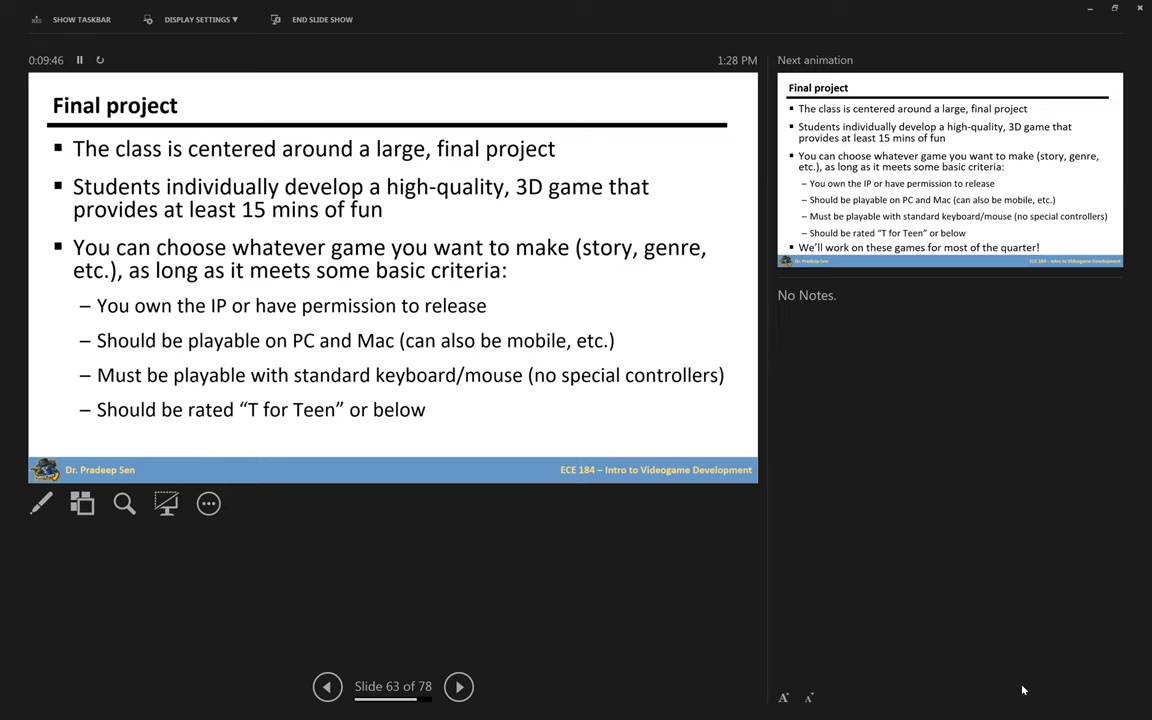 SHOW TASKBAR
DISPLAY SETTINGS ▼
END SLIDE SHOW
0:09:46
1:28 PM
Final project
▪ The class is centered around a large, final project
▪ Students individually develop a high-quality, 3D game that
provides at least 15 mins of fun
▪ You can choose whatever game you want to make (story, genre,
etc.), as long as it meets some basic criteria:
– You own the IP or have permission to release
– Should be playable on PC and Mac (can also be mobile, etc.)
– Must be playable with standard keyboard/mouse (no special controllers)
– Should be rated “T for Teen” or below
Dr. Pradeep Sen
ECE 184 – Intro to Videogame Development
Slide 63 of 78
Next animation
Final project
▪ The class is centered around a large, final project
▪ Students individually develop a high-quality, 3D game that
provides at least 15 mins of fun
▪ You can choose whatever game you want to make (story, genre,
etc.), as long as it meets some basic criteria:
– You own the IP or have permission to release
– Should be playable on PC and Mac (can also be mobile, etc.)
– Must be playable with standard keyboard/mouse (no special controllers)
– Should be rated “T for Teen” or below
▪ We’ll work on these games for most of the quarter!
Dr. Pradeep Sen
ECE 184 – Intro to Videogame Development
No Notes.
A A